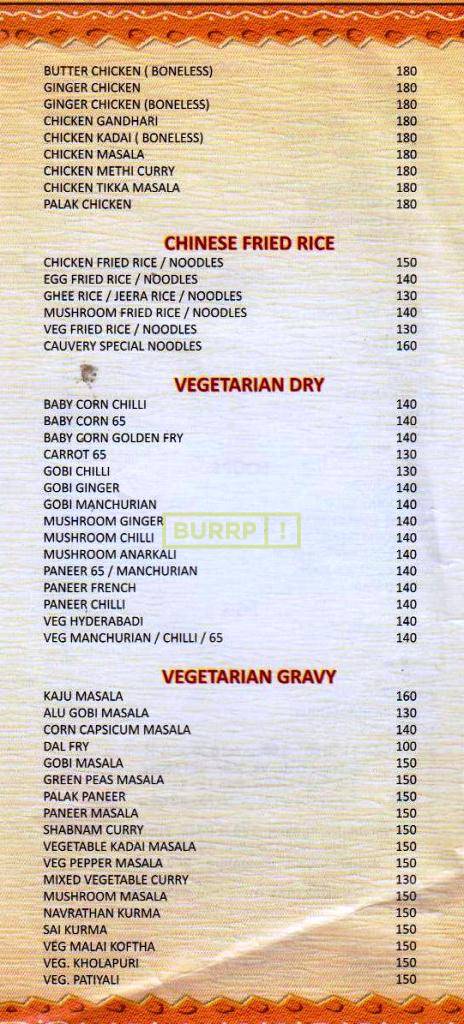 BUTTER CHICKEN ( BONELESS) 180
GINGER CHICKEN 180
GINGER CHICKEN (BONELESS) 180
CHICKEN GANDHARI 180
CHICKEN KADAI ( BONELESS) 180
CHICKEN MASALA 180
CHICKEN METHI CURRY 180
CHICKEN TIKKA MASALA 180
PALAK CHICKEN 180
CHINESE FRIED RICE
CHICKEN FRIED RICE / NOODLES 150
EGG FRIED RICE / NOODLES 140
GHEE RICE / JEERA RICE / NOODLES 130
MUSHROOM FRIED RICE / NOODLES 140
VEG FRIED RICE / NOODLES 130
CAUVERY SPECIAL NOODLES 160
VEGETARIAN DRY
BABY CORN CHILLI 140
BABY CORN 65 140
BABY CORN GOLDEN FRY 140
CARROT 65 130
GOBI CHILLI 130
GOBI GINGER 140
GOBI MANCHURIAN 140
MUSHROOM GINGER 140
BURRP !
MUSHROOM CHILLI 140
MUSHROOM ANARKALI 140
PANEER 65 / MANCHURIAN 140
PANEER FRENCH 140
PANEER CHILLI 140
VEG HYDERABADI 140
VEG MANCHURIAN / CHILLI / 65 140
VEGETARIAN GRAVY
KAJU MASALA 160
ALU GOBI MASALA 130
CORN CAPSICUM MASALA 140
DAL FRY 100
GOBI MASALA 150
GREEN PEAS MASALA 150
PALAK PANEER 150
PANEER MASALA 150
SHABNAM CURRY 150
VEGETABLE KADAI MASALA 150
VEG PEPPER MASALA 150
MIXED VEGETABLE CURRY 130
MUSHROOM MASALA 150
NAVRATHAN KURMA 150
SAI KURMA 150
VEG MALAI KOFTHA 150
VEG. KHOLAPURI 150
VEG. PATIYALI 150